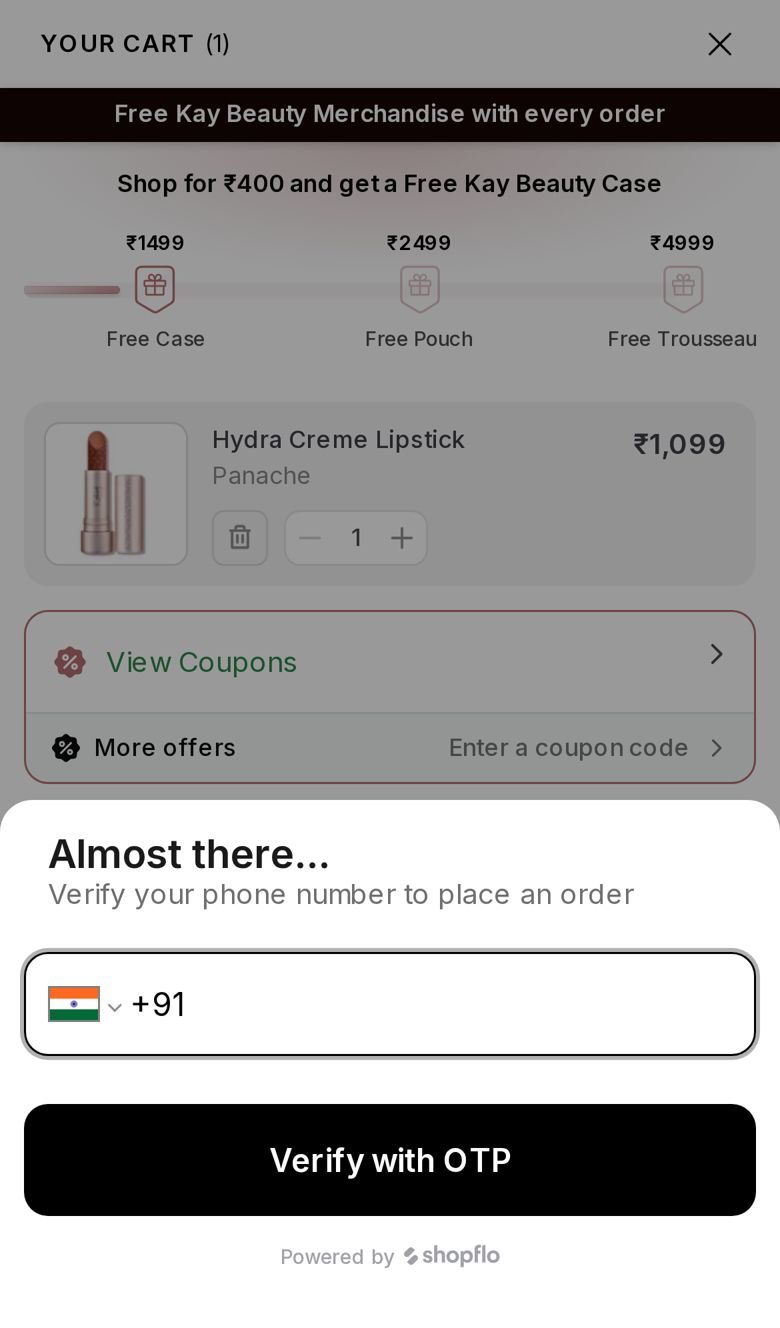 YOUR CART (1)
Free Kay Beauty Merchandise with every order
Shop for ₹400 and get a Free Kay Beauty Case
₹1499 ₹2499 ₹4999
Free Case Free Pouch Free Trousseau
Hydra Creme Lipstick ₹1,099
Panache
1
View Coupons
More offers Enter a coupon code
Almost there...
Verify your phone number to place an order
+91
Verify with OTP
Powered by shopflo